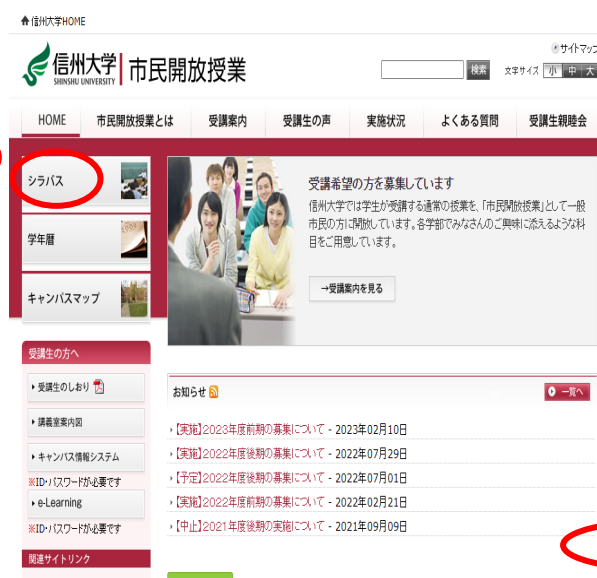 信州大学HOME
信州大学
SHINSHU UNIVERSITY
市民開放授業
サイトマップ
検索
文字サイズ 小 中 大
HOME 市民開放授業とは 受講案内 受講生の声 実施状況 よくある質問 受講生親睦会
シラバス
学年暦
キャンパスマップ
受講希望の方を募集しています
信州大学では学生が受講する通常の授業を、「市民開放授業」として一般
市民の方に開放しています。各学部でみなさんのご興味に添えるような科
目をご用意しています。
→受講案内を見る
受講生の方へ
受講生のしおり
講義室案内図
キャンパス情報システム
※ID・パスワードが必要です
e-Learning
※ID・パスワードが必要です
関連サイトリンク
お知らせ
一覧へ
【実施】2023年度前期の募集について - 2023年02月10日
【実施】2022年度後期の募集について - 2022年07月29日
【予定】2022年度後期の募集について - 2022年07月01日
【実施】2022年度前期の募集について - 2022年02月21日
【中止】2021年度後期の実施について - 2021年09月09日